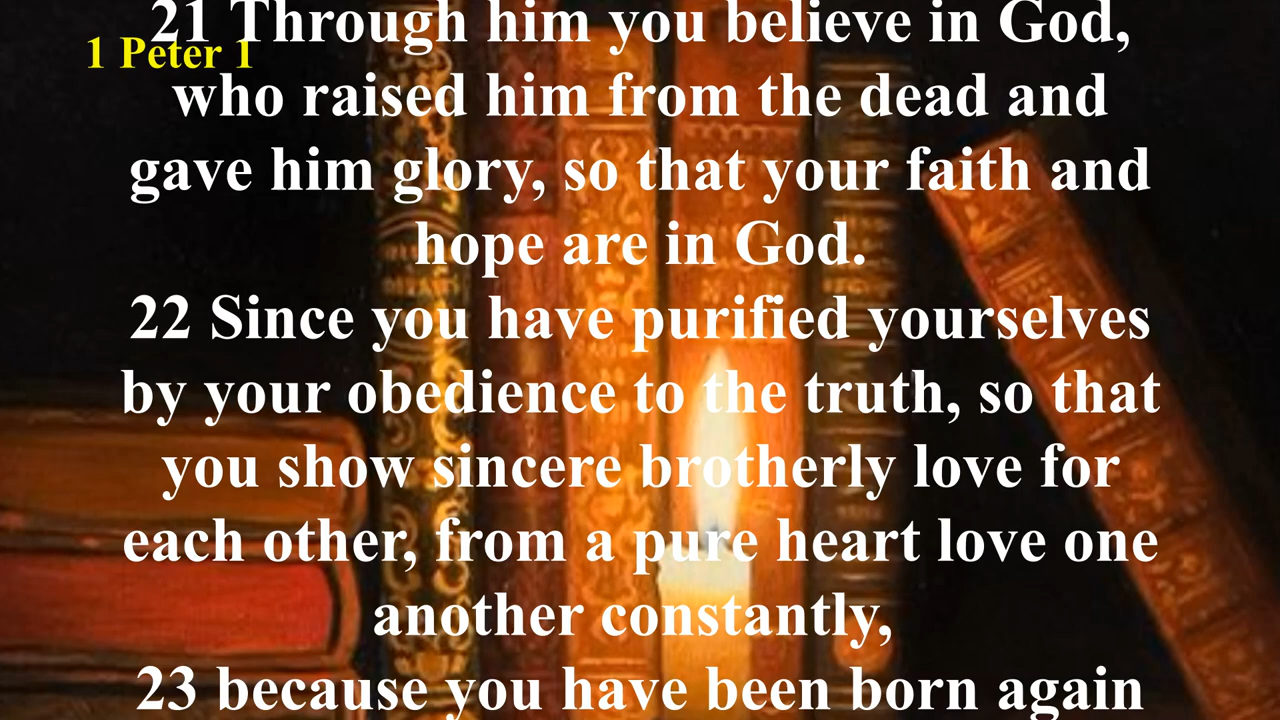 21 Through him you believe in God,
1 Peter 1
who raised him from the dead and
gave him glory, so that your faith and
hope are in God.
22 Since you have purified yourselves
by your obedience to the truth, so that
you show sincere brotherly love for
each other, from a pure heart love one
another constantly,
23 because you have been born again